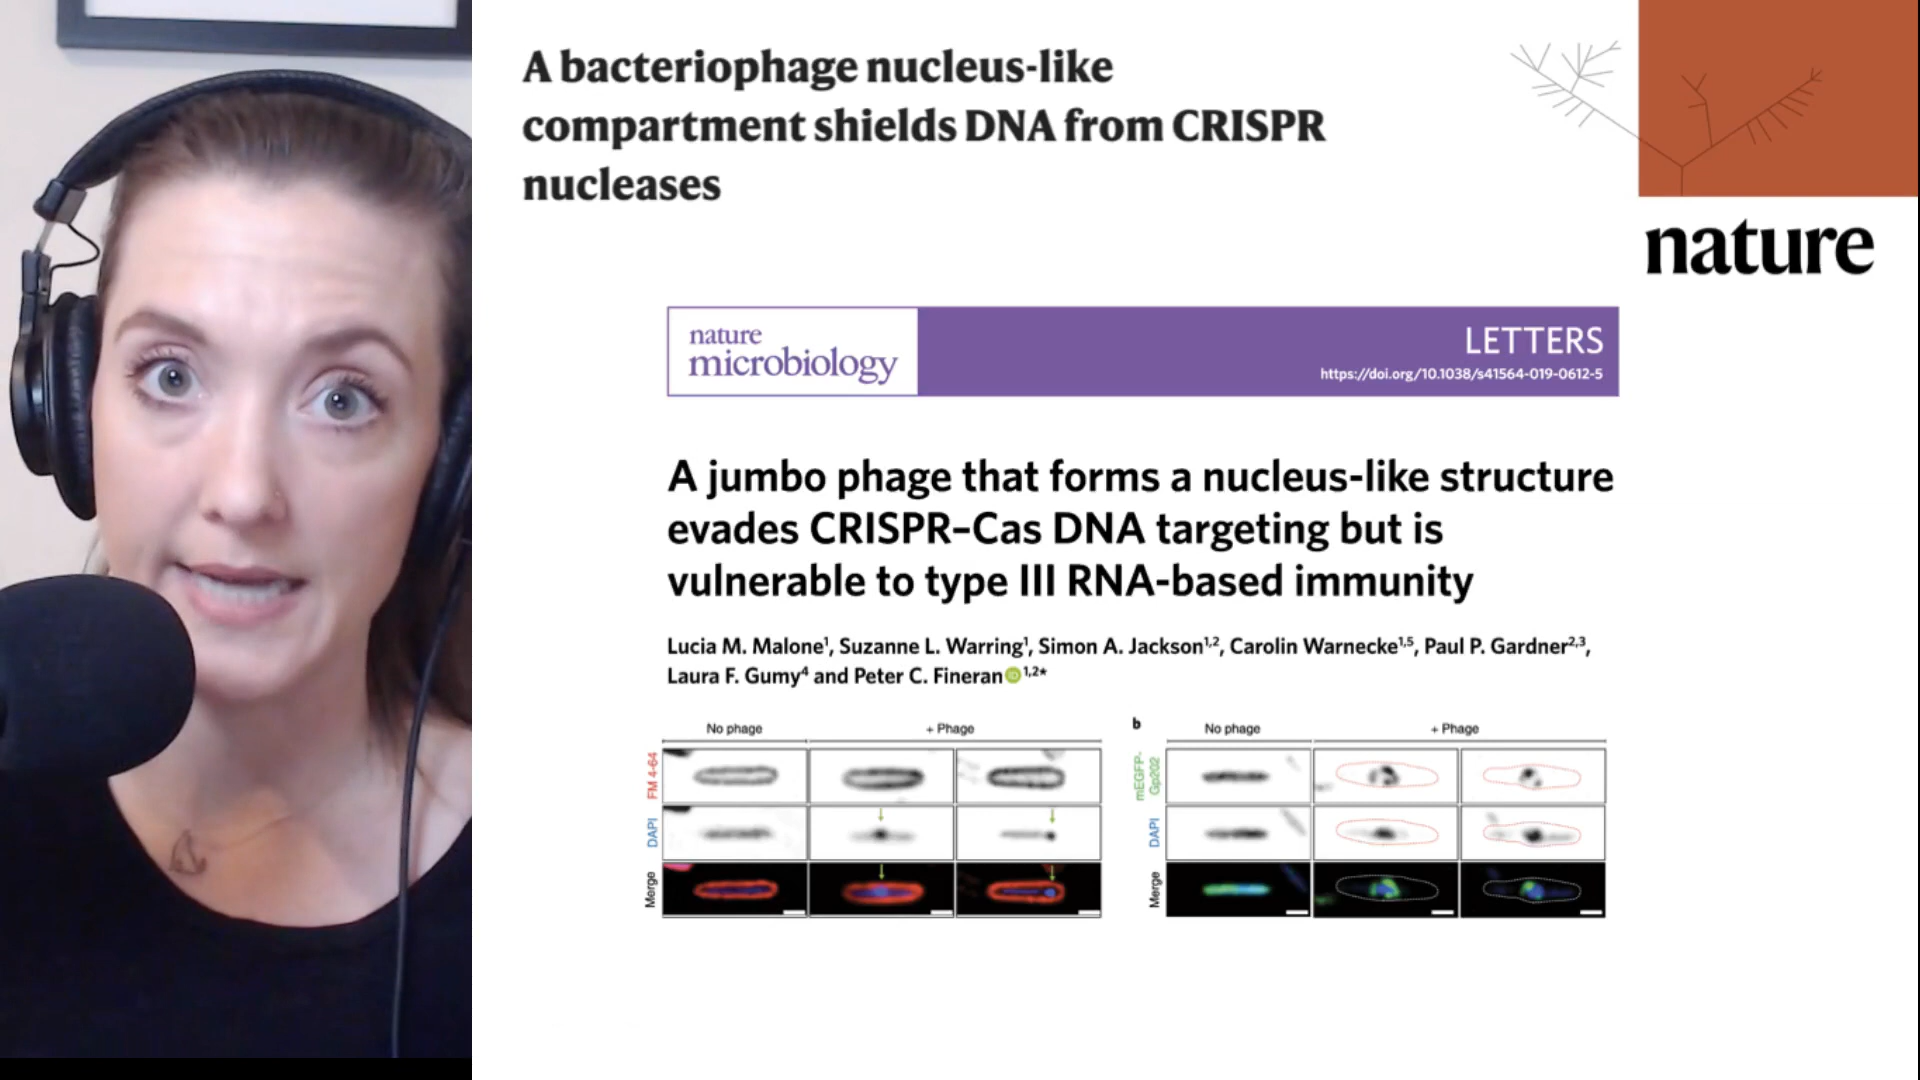 A bacteriophage nucleus-like
compartment shields DNA from CRISPR
nucleases
nature
nature
microbiology
LETTERS
https://doi.org/10.1038/s41564-019-0612-5
A jumbo phage that forms a nucleus-like structure
evades CRISPR–Cas DNA targeting but is
vulnerable to type III RNA-based immunity
Lucia M. Malone1, Suzanne L. Warring1, Simon A. Jackson1,2, Carolin Warnecke1,5, Paul P. Gardner2,3,
Laura F. Gumy4 and Peter C. Fineran iD 1,2*
No phage
+ Phage
FM 4-64
DAPI
Merge
b
No phage
+ Phage
mEGFP-
Gp202
DAPI
Merge